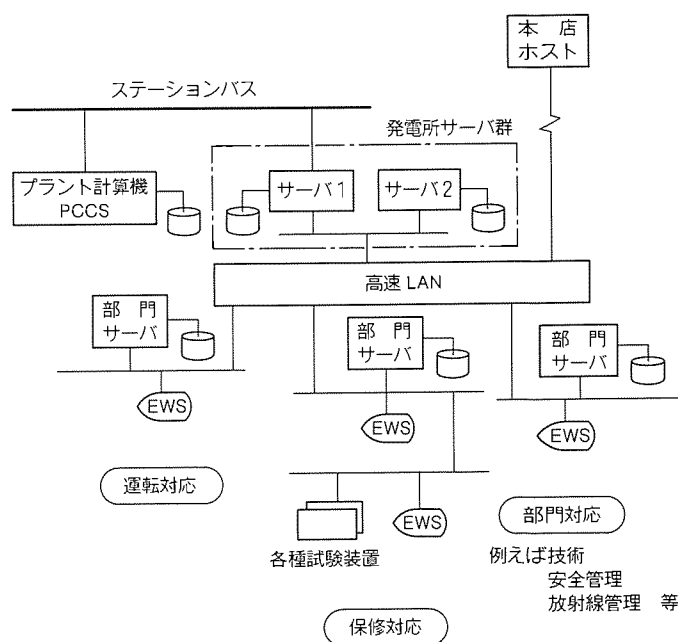 本店
ホスト
ステーションバス
発電所サーバ群
プラント計算機
PCCS
サーバ1
サーバ2
高速LAN
部門
サーバ
部門
サーバ
部門
サーバ
EWS
EWS
EWS
運転対応
EWS
各種試験装置
部門対応
例えば技術
安全管理
放射線管理 等
保修対応